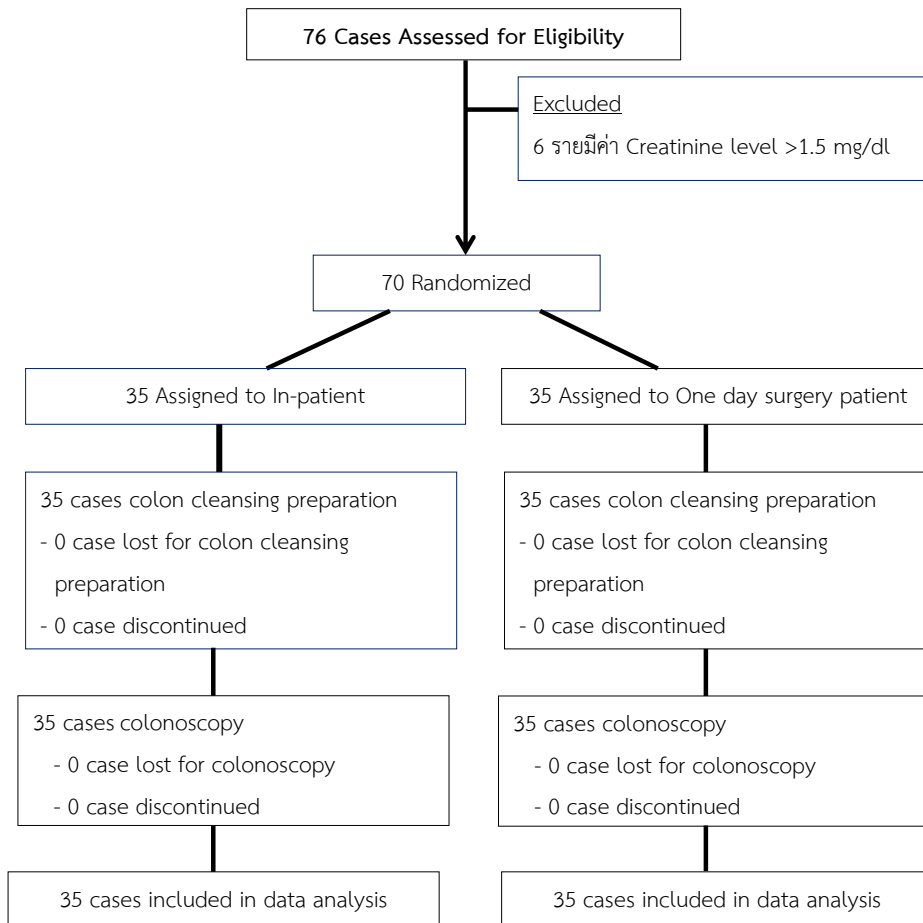 76 Cases Assessed for Eligibility
Excluded
6 รายมีค่า Creatinine level >1.5 mg/dl
70 Randomized
35 Assigned to In-patient
35 Assigned to One day surgery patient
35 cases colon cleansing preparation
- 0 case lost for colon cleansing
preparation
- 0 case discontinued
35 cases colon cleansing preparation
- 0 case lost for colon cleansing
preparation
- 0 case discontinued
35 cases colonoscopy
- 0 case lost for colonoscopy
- 0 case discontinued
35 cases colonoscopy
- 0 case lost for colonoscopy
- 0 case discontinued
35 cases included in data analysis
35 cases included in data analysis